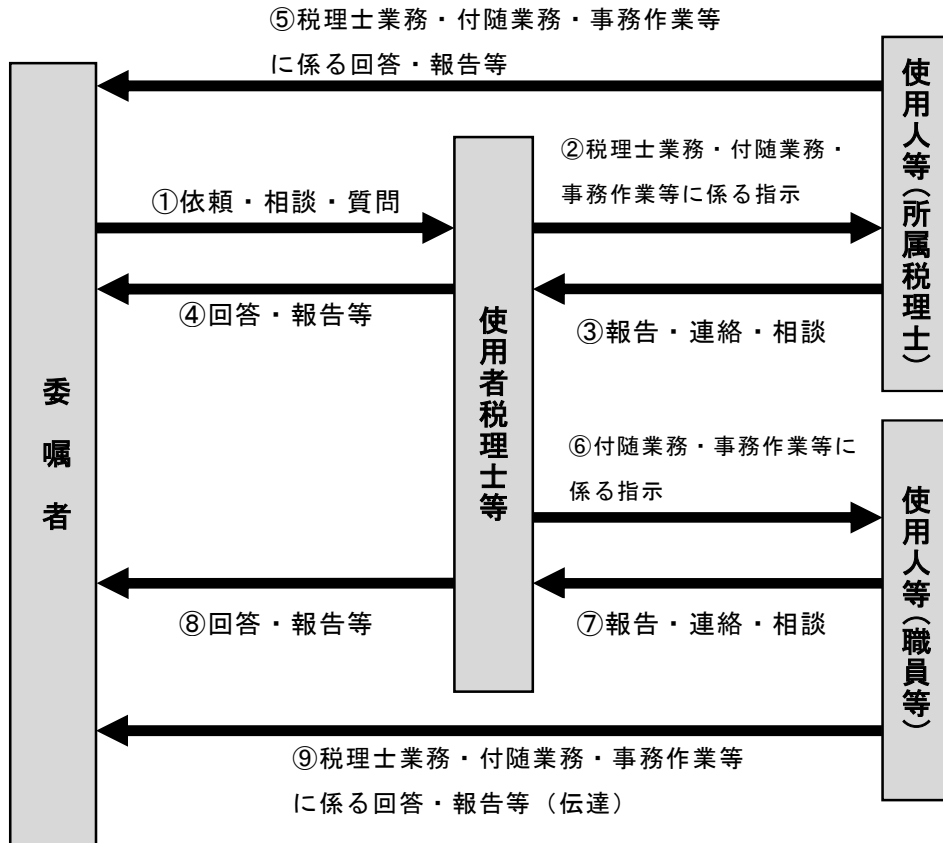 ⑤税理士業務・付随業務・事務作業等
に係る回答・報告等
使用人等(所属税理士)
②税理士業務・付随業務・
事務作業等に係る指示
①依頼・相談・質問
④回答・報告等
③報告・連絡・相談
使用者税理士等
委嘱者
⑥付随業務・事務作業等に
係る指示
使用人等(職員等)
⑧回答・報告等
⑦報告・連絡・相談
⑨税理士業務・付随業務・事務作業等
に係る回答・報告等（伝達）